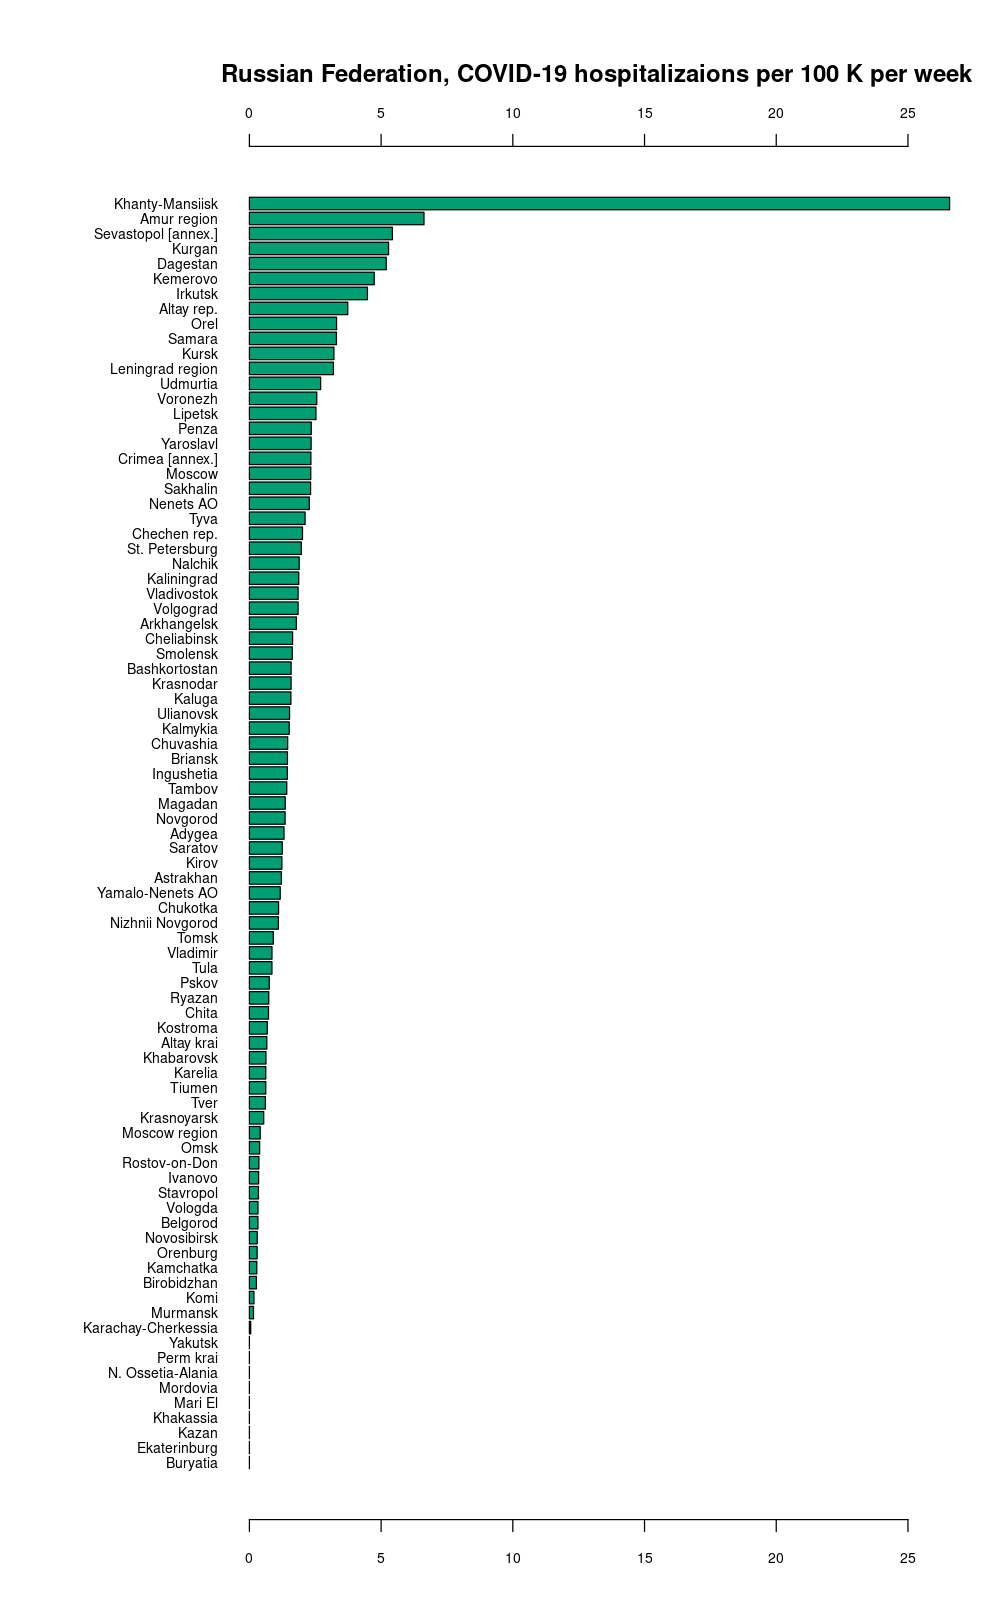 Russian Federation, COVID-19 hospitalizaions per 100 K per week
0 5 10 15 20 25
Khanty-Mansiisk
Amur region
Sevastopol [annex.]
Kurgan
Dagestan
Kemerovo
Irkutsk
Altay rep.
Orel
Samara
Kursk
Leningrad region
Udmurtia
Voronezh
Lipetsk
Penza
Yaroslavl
Crimea [annex.]
Moscow
Sakhalin
Nenets AO
Tyva
Chechen rep.
St. Petersburg
Nalchik
Kaliningrad
Vladivostok
Volgograd
Arkhangelsk
Cheliabinsk
Smolensk
Bashkortostan
Krasnodar
Kaluga
Ulianovsk
Kalmykia
Chuvashia
Briansk
Ingushetia
Tambov
Magadan
Novgorod
Adygea
Saratov
Kirov
Astrakhan
Yamalo-Nenets AO
Chukotka
Nizhnii Novgorod
Tomsk
Vladimir
Tula
Pskov
Ryazan
Chita
Kostroma
Altay krai
Khabarovsk
Karelia
Tiumen
Tver
Krasnoyarsk
Moscow region
Omsk
Rostov-on-Don
Ivanovo
Stavropol
Vologda
Belgorod
Novosibirsk
Orenburg
Kamchatka
Birobidzhan
Komi
Murmansk
Karachay-Cherkessia
Yakutsk
Perm krai
N. Ossetia-Alania
Mordovia
Mari El
Khakassia
Kazan
Ekaterinburg
Buryatia
0 5 10 15 20 25